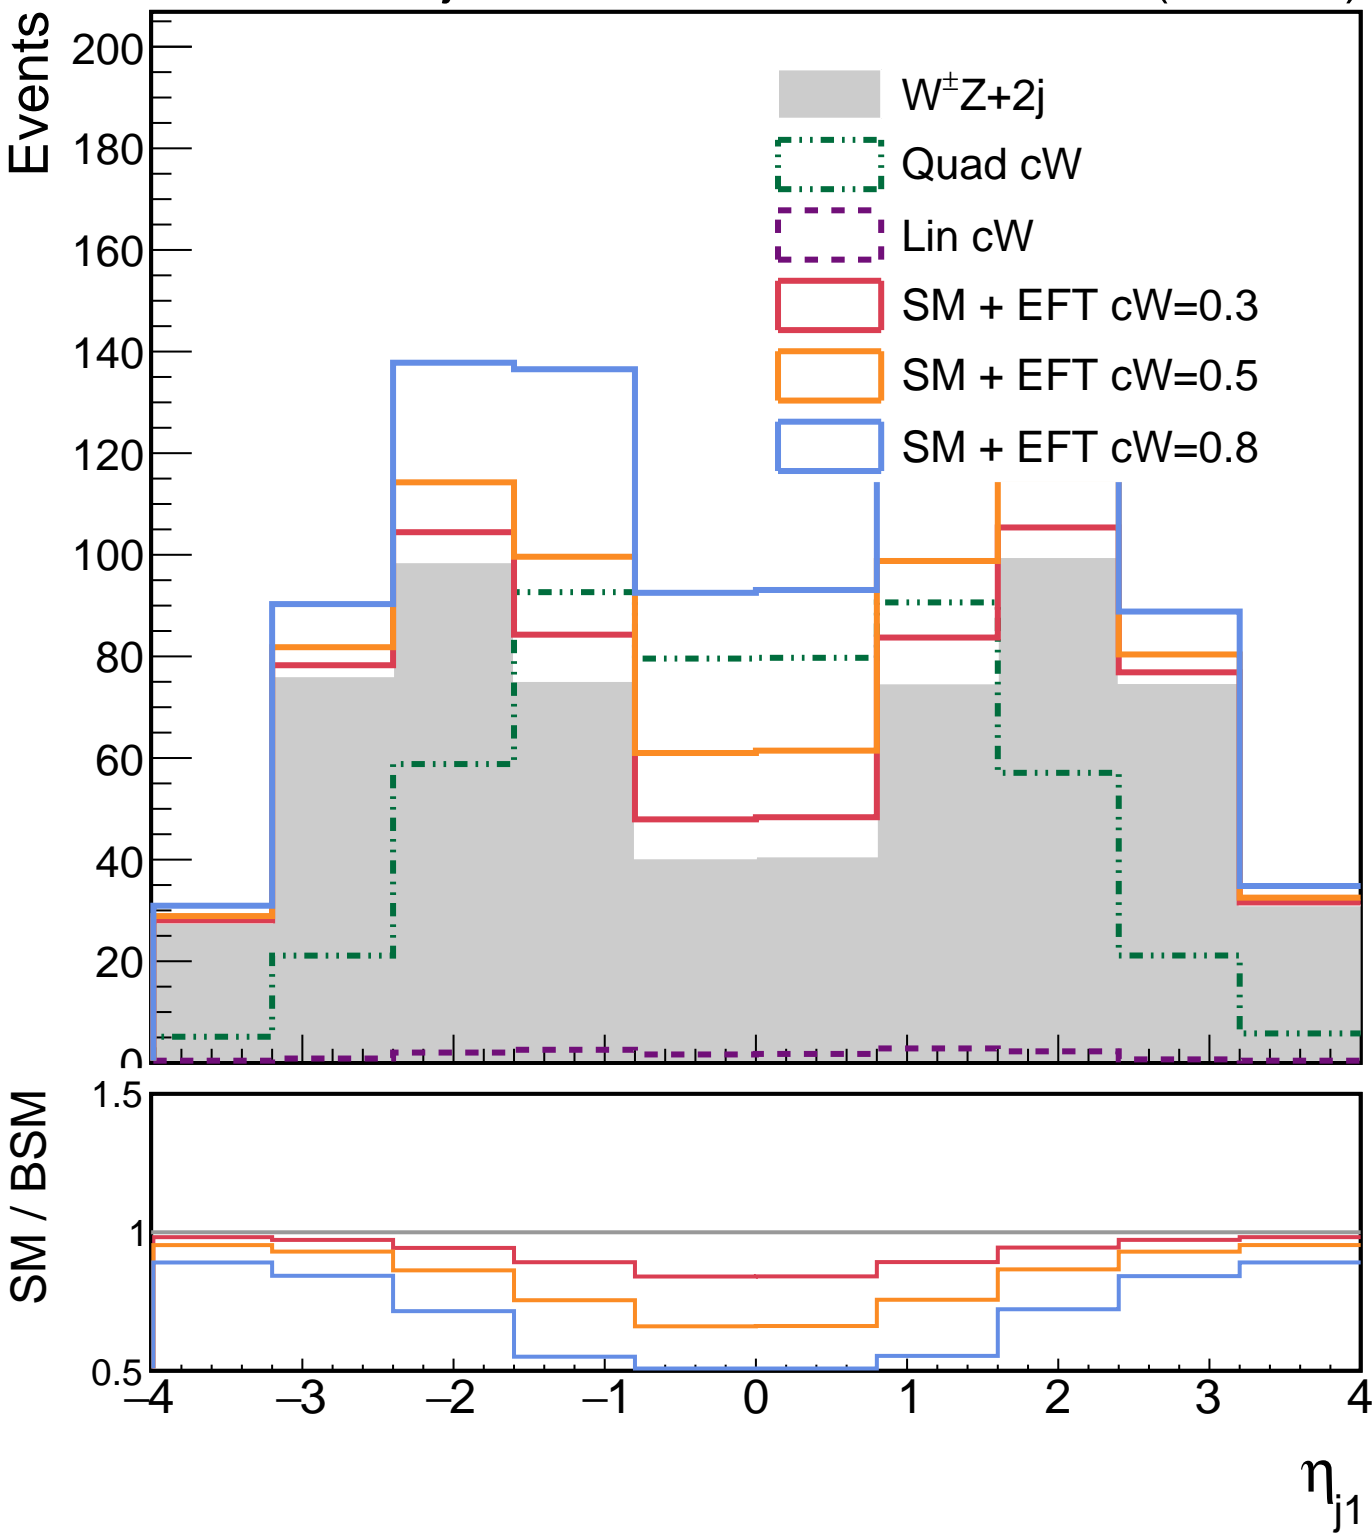 Events
200
180
160
140
120
100
80
60
40
20
0
W±Z+2j
Quad cW
Lin cW
SM + EFT cW=0.3
SM + EFT cW=0.5
SM + EFT cW=0.8
SM / BSM
1.5
1
0.5
–4 –3 –2 –1 0 1 2 3 4
ηj1